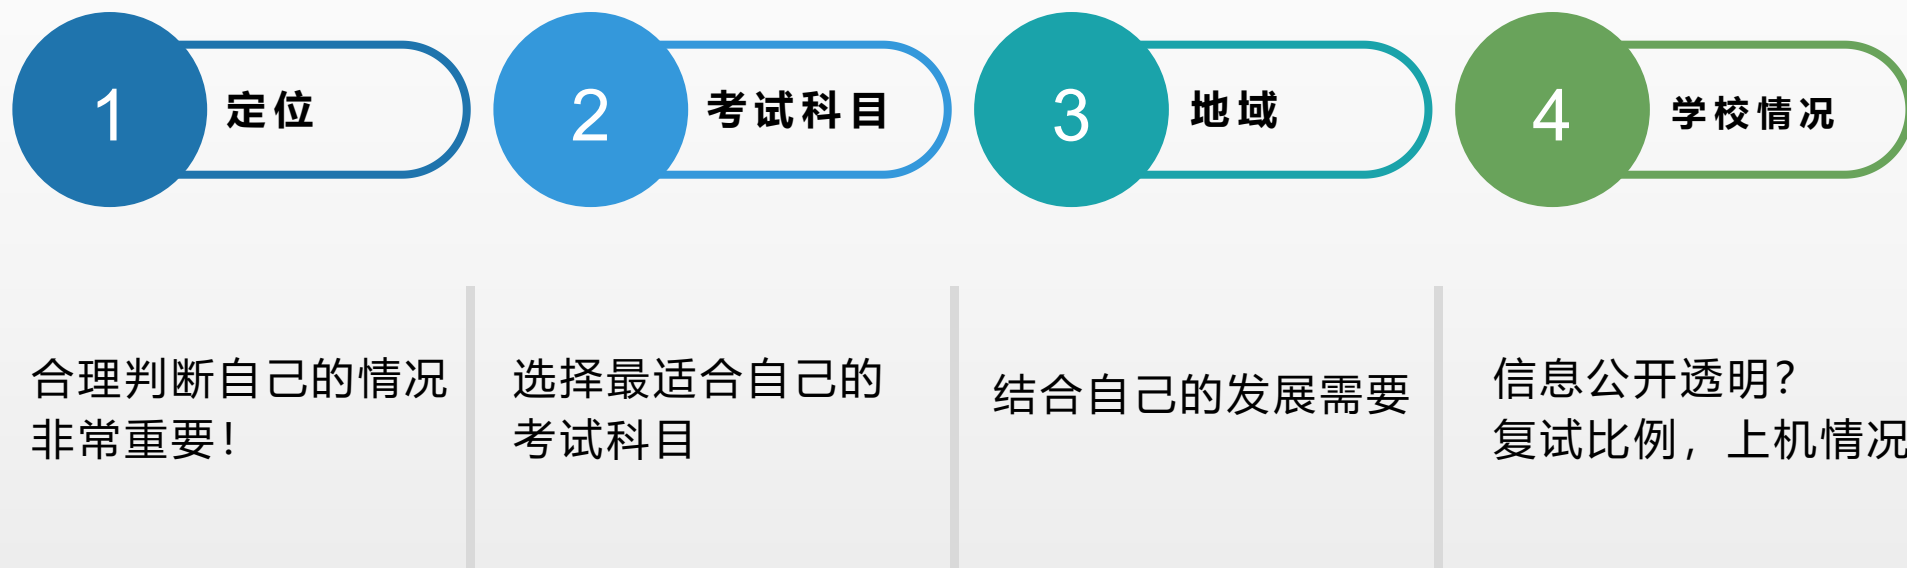 1 定位
2 考试科目
3 地域
4 学校情况
合理判断自己的情况
非常重要！
选择最适合自己的
考试科目
结合自己的发展需要
信息公开透明？
复试比例，上机情况